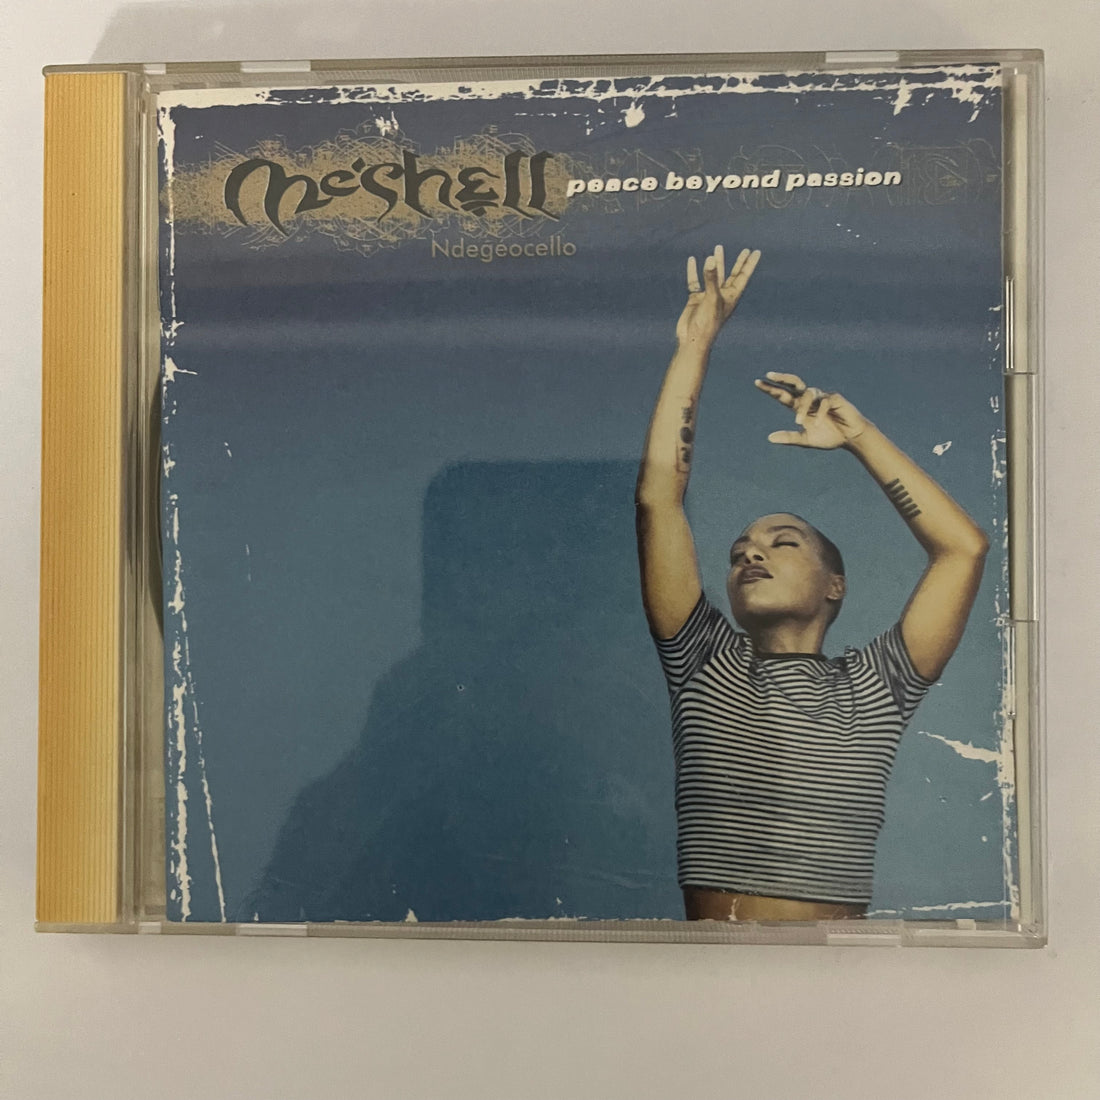 Me'shell
peace beyond passion
Ndegéocello